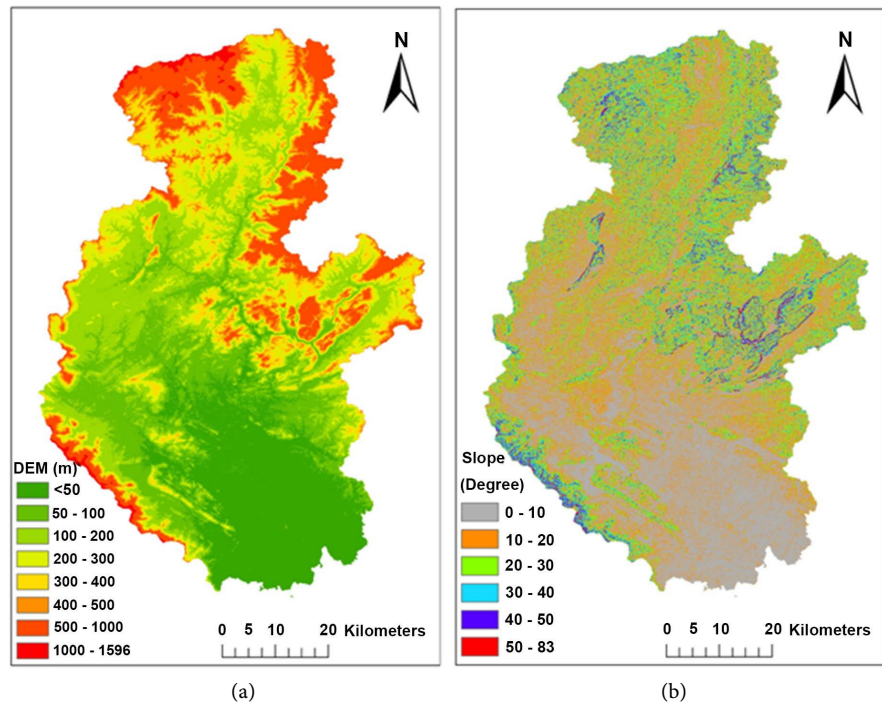 N
DEM (m)
<50
50 - 100
100 - 200
200 - 300
300 - 400
400 - 500
500 - 1000
1000 - 1596
0 5 10 20 Kilometers
(a)
N
Slope
(Degree)
0 - 10
10 - 20
20 - 30
30 - 40
40 - 50
50 - 83
0 5 10 20 Kilometers
(b)